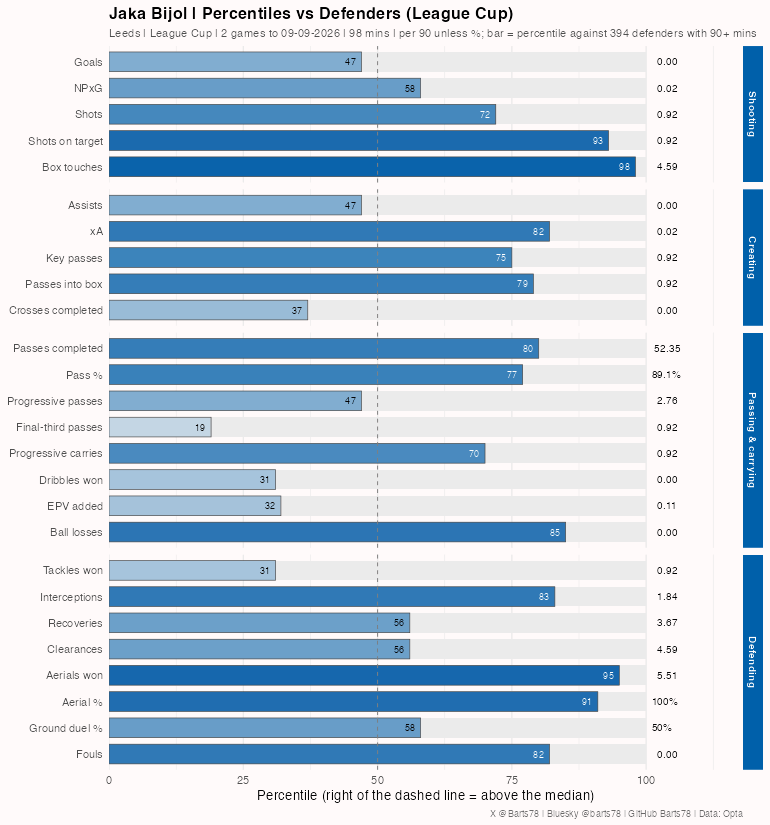 Jaka Bijol | Percentiles vs Defenders (League Cup)
Leeds | League Cup | 2 games to 09-09-2026 | 98 mins | per 90 unless %; bar = percentile against 394 defenders with 90+ mins
Shooting
Goals 47 0.00
NPxG 58 0.02
Shots 72 0.92
Shots on target 93 0.92
Box touches 98 4.59
Creating
Assists 47 0.00
xA 82 0.02
Key passes 75 0.92
Passes into box 79 0.92
Crosses completed 37 0.00
Passing & carrying
Passes completed 80 52.35
Pass % 77 89.1%
Progressive passes 47 2.76
Final-third passes 19 0.92
Progressive carries 70 0.92
Dribbles won 31 0.00
EPV added 32 0.11
Ball losses 85 0.00
Defending
Tackles won 31 0.92
Interceptions 83 1.84
Recoveries 56 3.67
Clearances 56 4.59
Aerials won 95 5.51
Aerial % 91 100%
Ground duel % 58 50%
Fouls 82 0.00
0 25 50 75 100
Percentile (right of the dashed line = above the median)
X @Barts78 | Bluesky @barts78 | GitHub Barts78 | Data: Opta